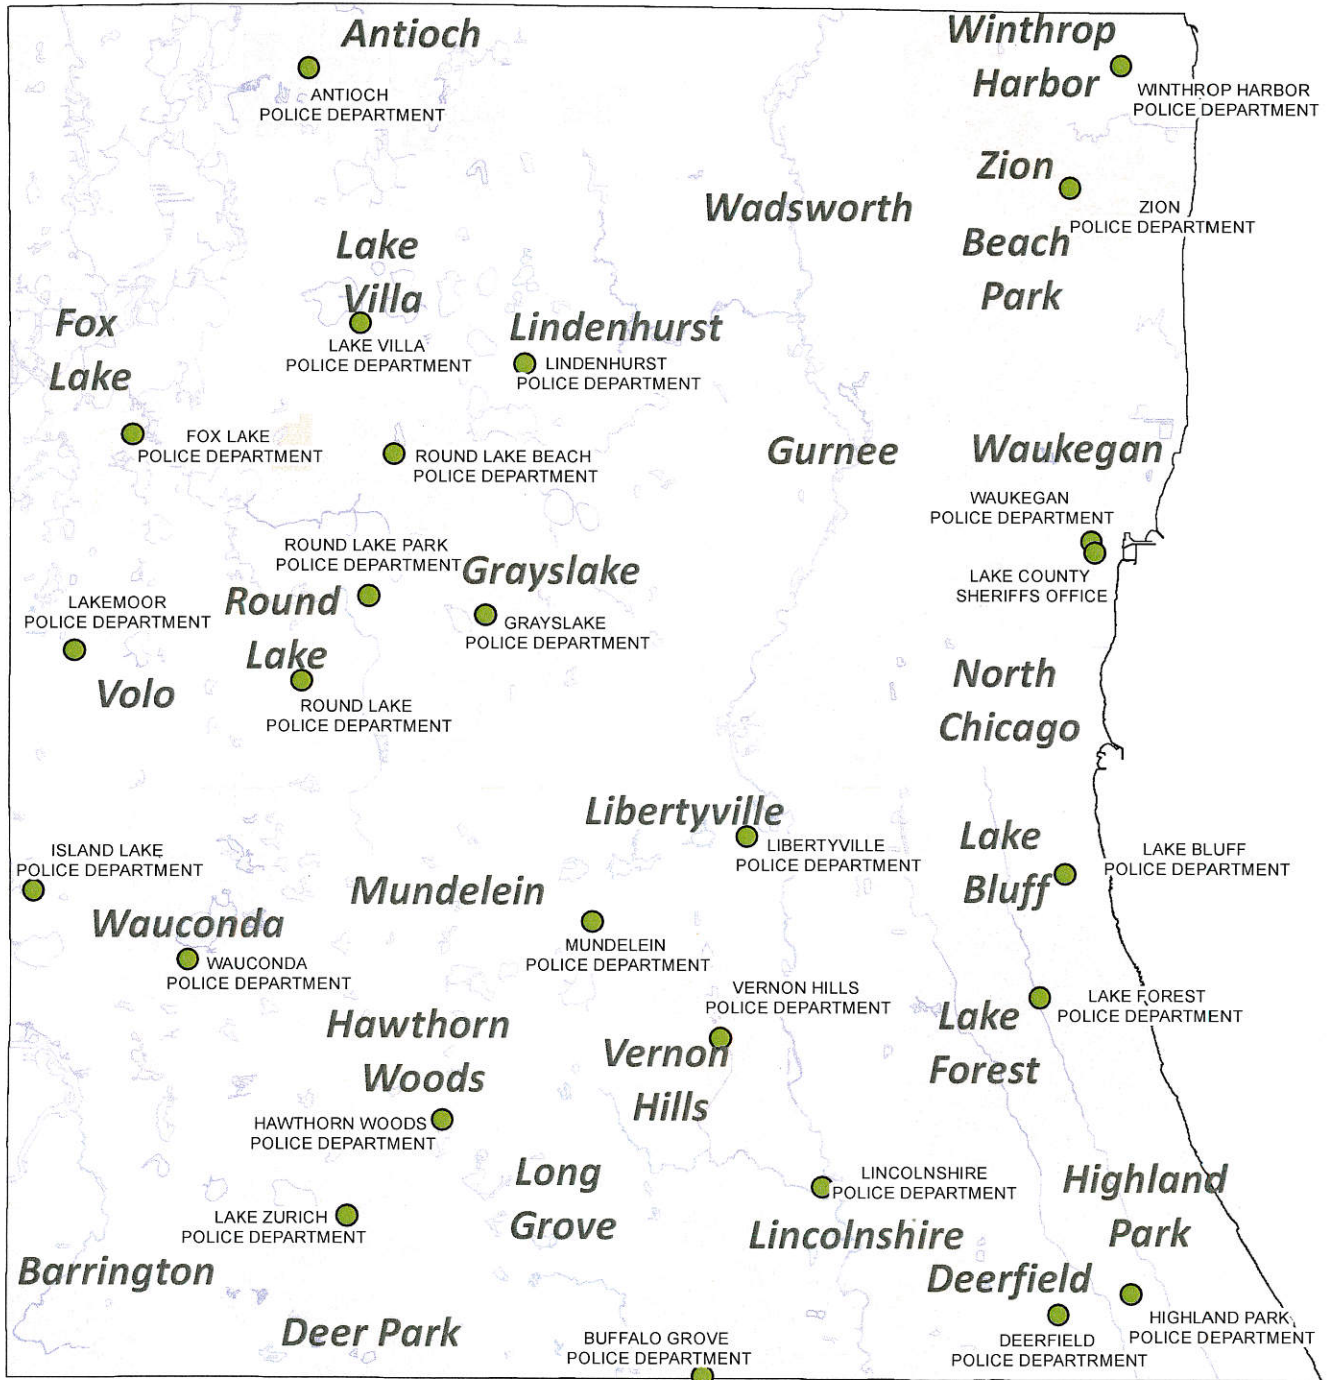 Antioch
ANTIOCH
POLICE DEPARTMENT
Winthrop
Harbor
WINTHROP HARBOR
POLICE DEPARTMENT
Zion
ZION
POLICE DEPARTMENT
Wadsworth
Beach
Park
Lake
Villa
LAKE VILLA
POLICE DEPARTMENT
Fox
Lake
Lindenhurst
LINDENHURST
POLICE DEPARTMENT
FOX LAKE
POLICE DEPARTMENT
ROUND LAKE BEACH
POLICE DEPARTMENT
Gurnee
Waukegan
WAUKEGAN
POLICE DEPARTMENT
LAKE COUNTY
SHERIFFS OFFICE
ROUND LAKE PARK
POLICE DEPARTMENT
Grayslake
GRAYSLAKE
POLICE DEPARTMENT
LAKEMOOR
POLICE DEPARTMENT
Round
Lake
ROUND LAKE
POLICE DEPARTMENT
Volo
North
Chicago
Libertyville
LIBERTYVILLE
POLICE DEPARTMENT
Lake
Bluff
LAKE BLUFF
POLICE DEPARTMENT
ISLAND LAKE
POLICE DEPARTMENT
Mundelein
MUNDELEIN
POLICE DEPARTMENT
Wauconda
WAUCONDA
POLICE DEPARTMENT
VERNON HILLS
POLICE DEPARTMENT
Vernon
Hills
LAKE FOREST
POLICE DEPARTMENT
Lake
Forest
Hawthorn
Woods
HAWTHORN WOODS
POLICE DEPARTMENT
Long
Grove
LINCOLNSHIRE
POLICE DEPARTMENT
Lincolnshire
Highland
Park
LAKE ZURICH
POLICE DEPARTMENT
Barrington
Deerfield
DEERFIELD
POLICE DEPARTRMENT
HIGHLAND PARK
POLICE DEPARTMENT
Deer Park
BUFFALO GROVE
POLICE DEPARTMENT